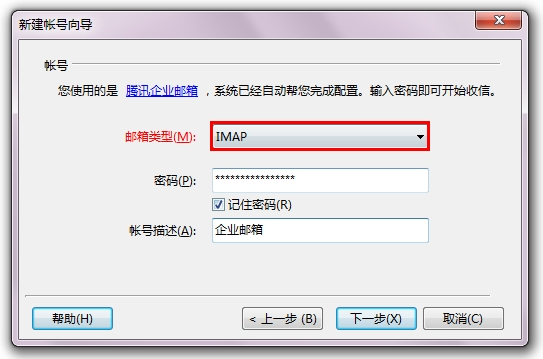 新建帐号向导
帐号
您使用的是 腾讯企业邮箱 ，系统已经自动帮您完成配置。输入密码即可开始收信。
邮箱类型(M): IMAP
密码(P): ****************
记住密码(R)
帐号描述(A): 企业邮箱
帮助(H) < 上一步 (B) 下一步(X) 取消(C)